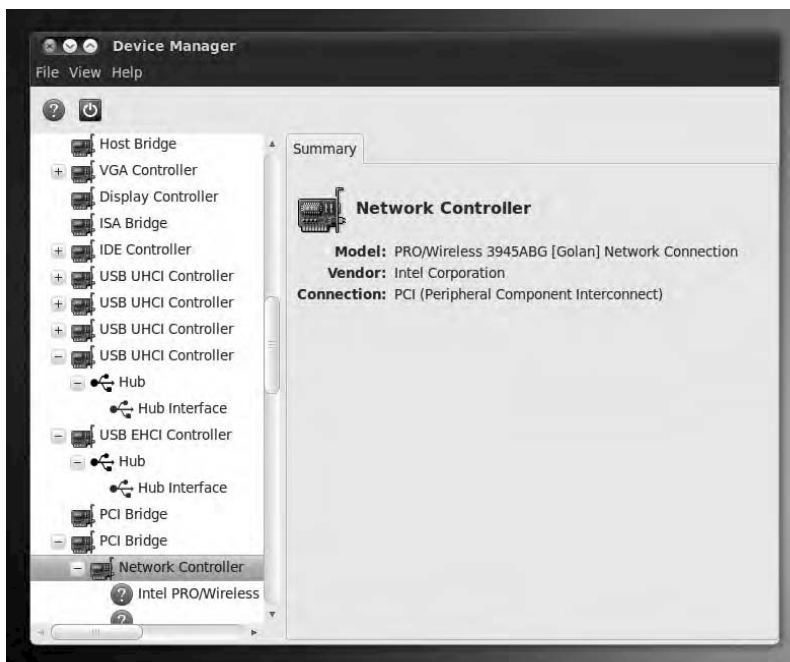 Device Manager
File View Help
Host Bridge
VGA Controller
Display Controller
ISA Bridge
IDE Controller
USB UHCI Controller
USB UHCI Controller
USB UHCI Controller
USB UHCI Controller
Hub
Hub Interface
USB EHCI Controller
Hub
Hub Interface
PCI Bridge
PCI Bridge
Network Controller
Intel PRO/Wireless
Summary
Network Controller
Model: PRO/Wireless 3945ABG [Golan] Network Connection
Vendor: Intel Corporation
Connection: PCI (Peripheral Component Interconnect)